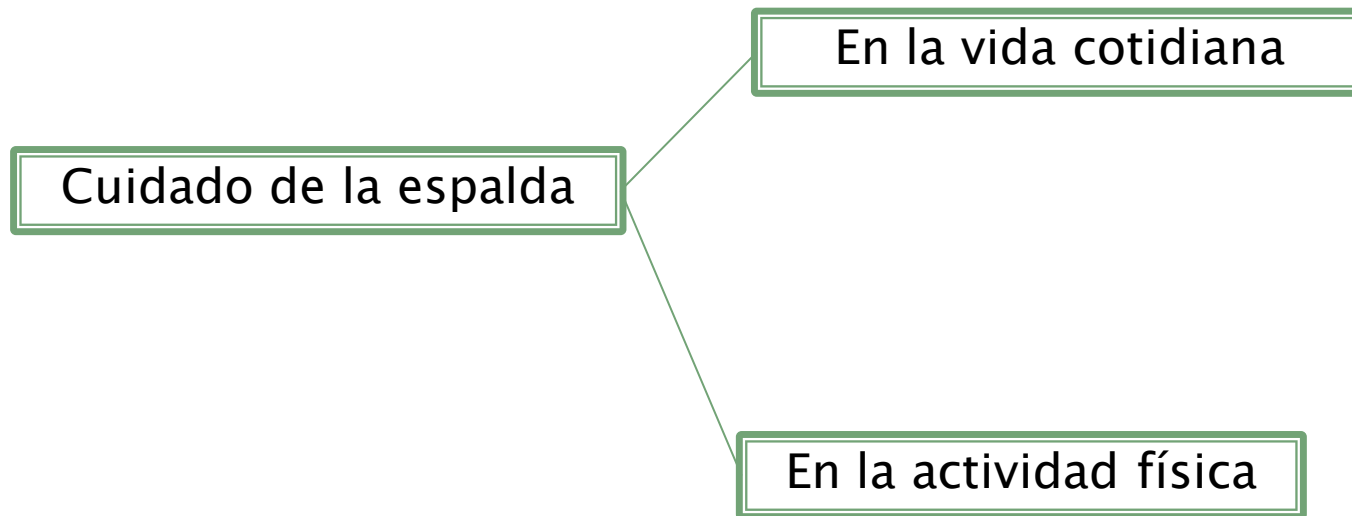 En la vida cotidiana
Cuidado de la espalda
En la actividad física